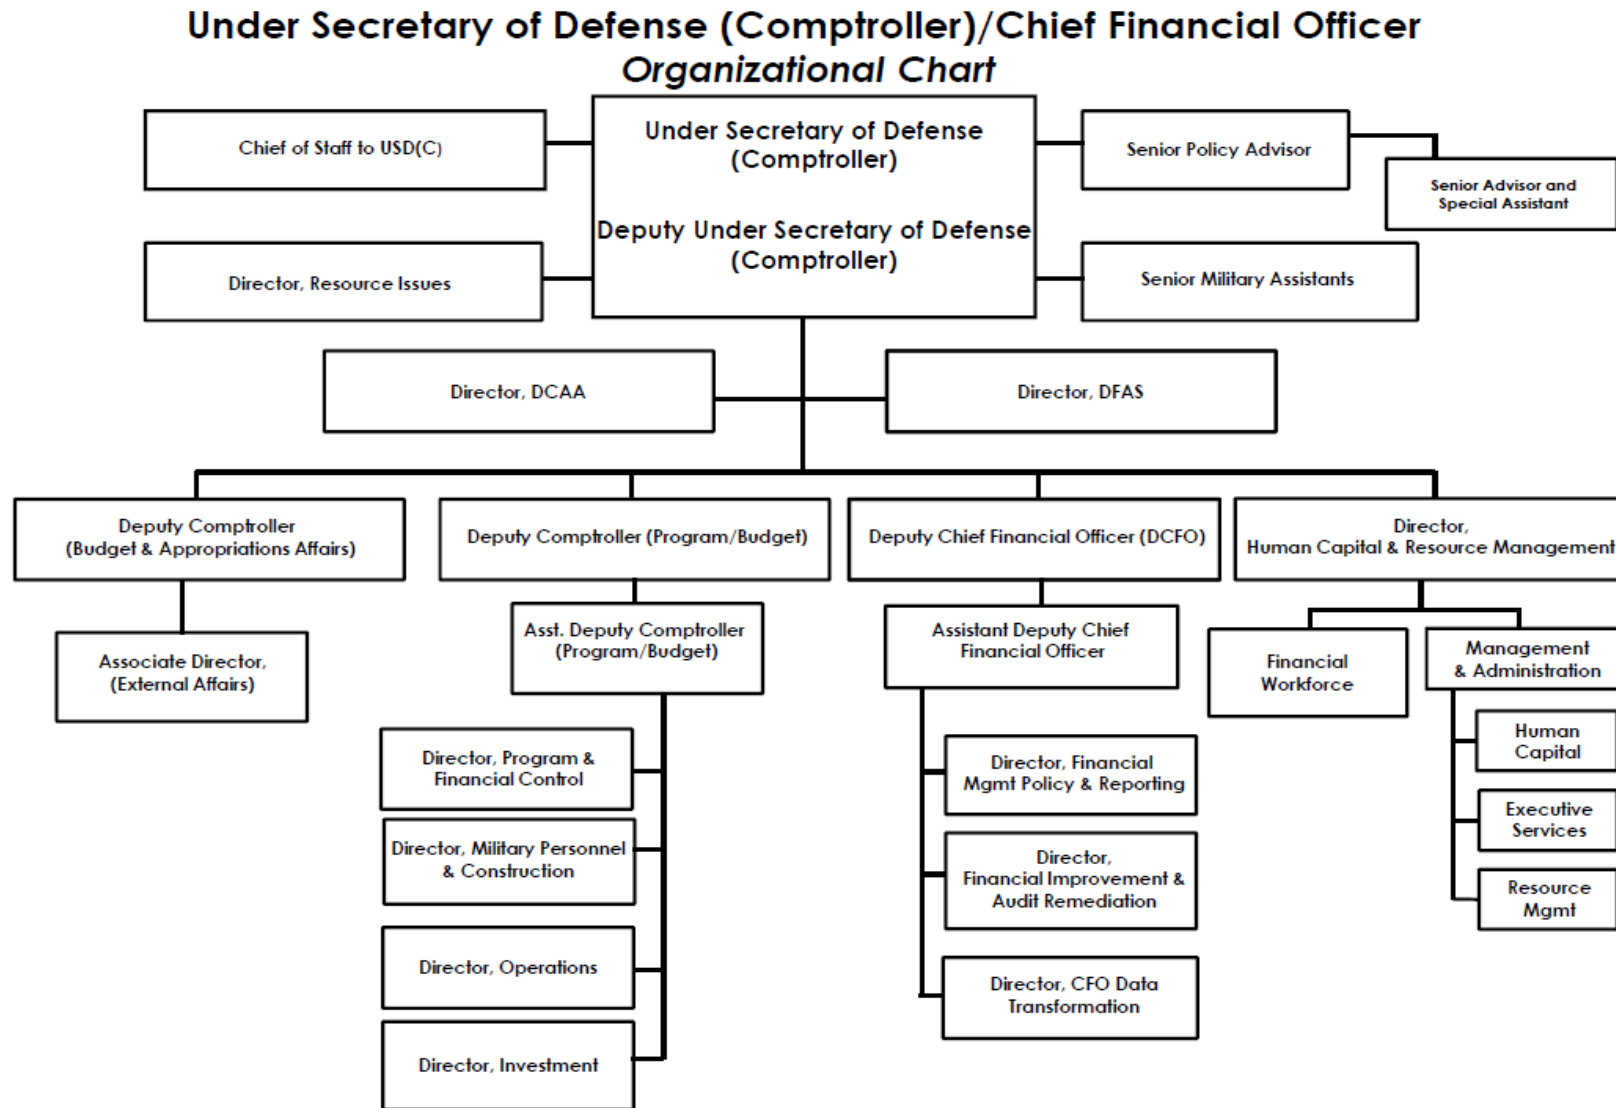 Under Secretary of Defense (Comptroller)/Chief Financial Officer
Organizational Chart
Chief of Staff to USD(C)
Under Secretary of Defense
(Comptroller)
Deputy Under Secretary of Defense
(Comptroller)
Senior Policy Advisor
Senior Advisor and
Special Assistant
Director, Resource Issues
Senior Military Assistants
Director, DCAA
Director, DFAS
Deputy Comptroller
(Budget & Appropriations Affairs)
Deputy Comptroller (Program/Budget)
Deputy Chief Financial Officer (DCFO)
Director,
Human Capital & Resource Management
Associate Director,
(External Affairs)
Asst. Deputy Comptroller
(Program/Budget)
Director, Program &
Financial Control
Director, Military Personnel
& Construction
Director, Operations
Director, Investment
Assistant Deputy Chief
Financial Officer
Director, Financial
Mgmt Policy & Reporting
Director,
Financial Improvement &
Audit Remediation
Director, CFO Data
Transformation
Financial
Workforce
Management
& Administration
Human
Capital
Executive
Services
Resource
Mgmt